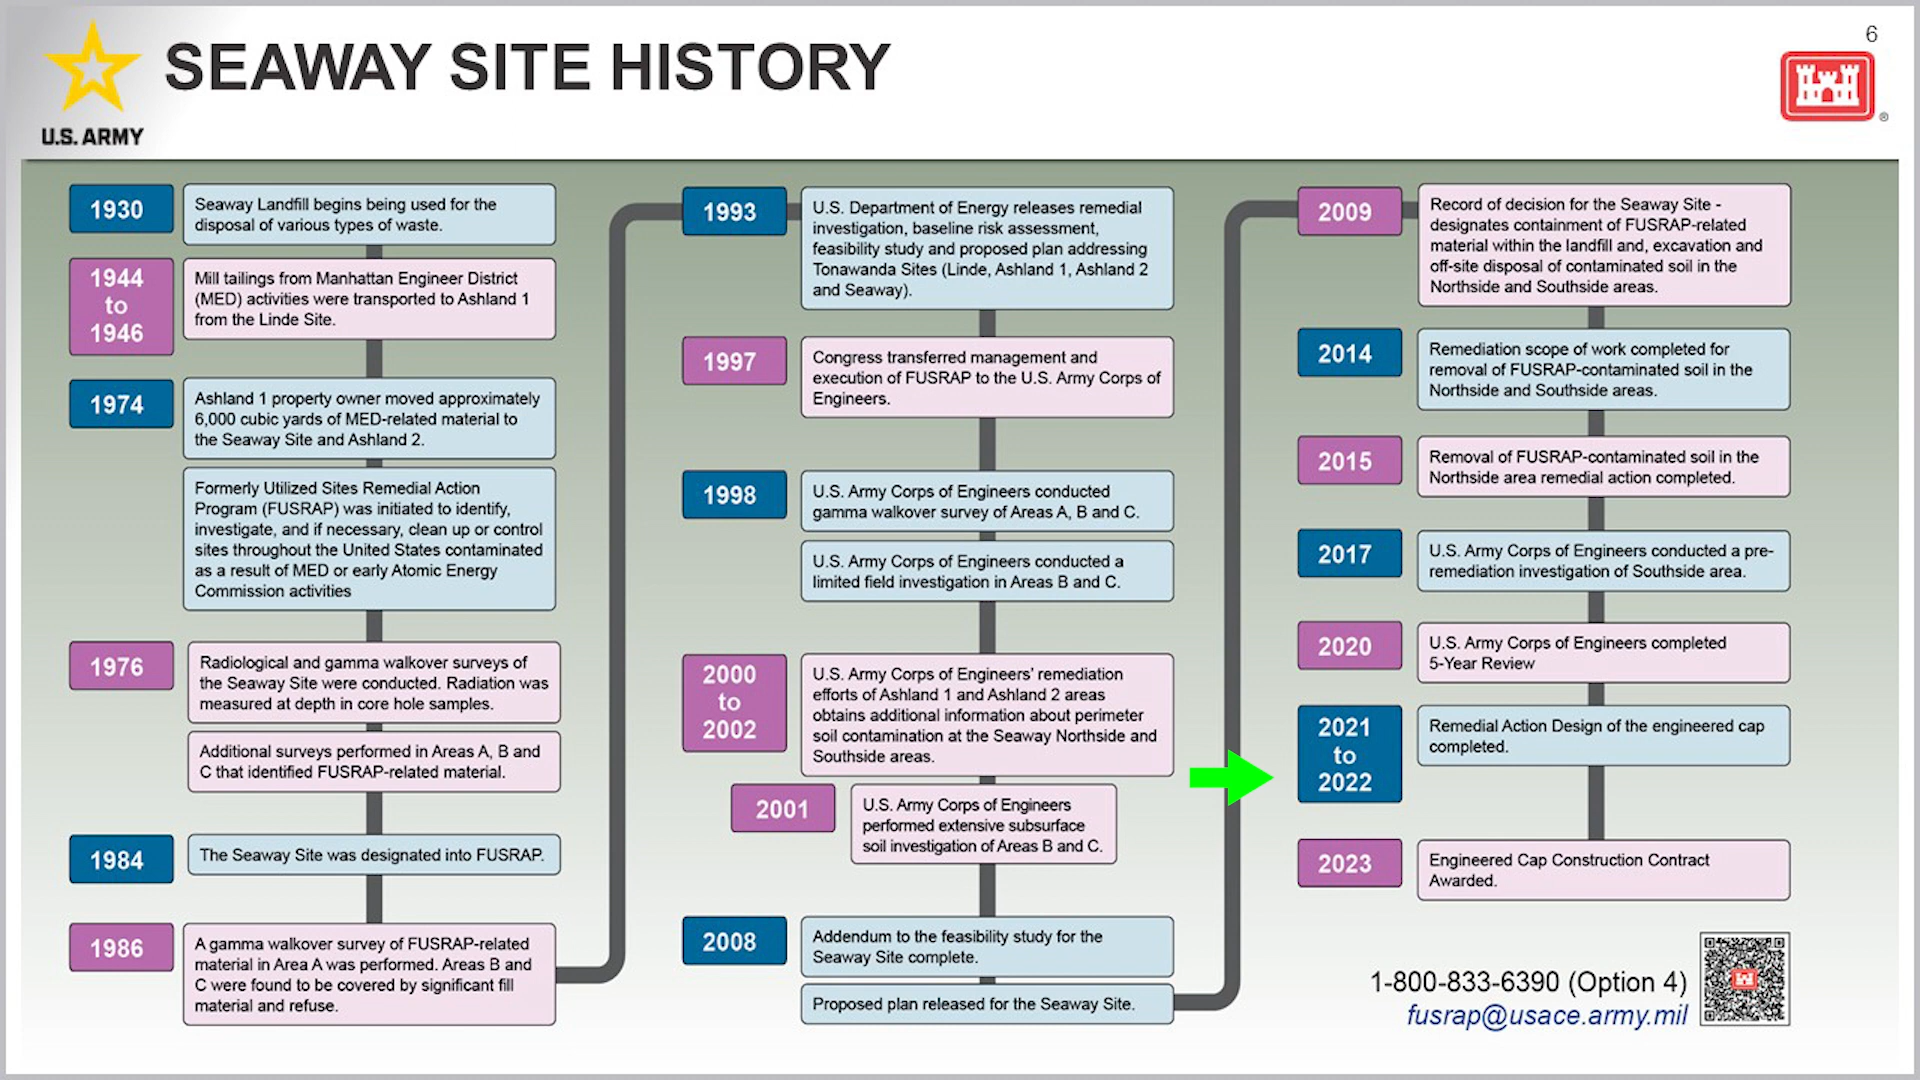 6
SEAWAY SITE HISTORY
U.S. ARMY
®
1930
Seaway Landfill begins being used for the
disposal of various types of waste.
1944
to
1946
Mill tailings from Manhattan Engineer District
(MED) activities were transported to Ashland 1
from the Linde Site.
1974
Ashland 1 property owner moved approximately
6,000 cubic yards of MED-related material to
the Seaway Site and Ashland 2.
Formerly Utilized Sites Remedial Action
Program (FUSRAP) was initiated to identify,
investigate, and if necessary, clean up or control
sites throughout the United States contaminated
as a result of MED or early Atomic Energy
Commission activities
1976
Radiological and gamma walkover surveys of
the Seaway Site were conducted. Radiation was
measured at depth in core hole samples.
Additional surveys performed in Areas A, B and
C that identified FUSRAP-related material.
1984
The Seaway Site was designated into FUSRAP.
1986
A gamma walkover survey of FUSRAP-related
material in Area A was performed. Areas B and
C were found to be covered by significant fill
material and refuse.
1993
U.S. Department of Energy releases remedial
investigation, baseline risk assessment,
feasibility study and proposed plan addressing
Tonawanda Sites (Linde, Ashland 1, Ashland 2
and Seaway).
1997
Congress transferred management and
execution of FUSRAP to the U.S. Army Corps of
Engineers.
1998
U.S. Army Corps of Engineers conducted
gamma walkover survey of Areas A, B and C.
U.S. Army Corps of Engineers conducted a
limited field investigation in Areas B and C.
2000
to
2002
U.S. Army Corps of Engineers' remediation
efforts of Ashland 1 and Ashland 2 areas
obtains additional information about perimeter
soil contamination at the Seaway Northside and
Southside areas.
2001
U.S. Army Corps of Engineers
performed extensive subsurface
soil investigation of Areas B and C.
2008
Addendum to the feasibility study for the
Seaway Site complete.
Proposed plan released for the Seaway Site.
2009
Record of decision for the Seaway Site -
designates containment of FUSRAP-related
material within the landfill and, excavation and
off-site disposal of contaminated soil in the
Northside and Southside areas.
2014
Remediation scope of work completed for
removal of FUSRAP-contaminated soil in the
Northside and Southside areas.
2015
Removal of FUSRAP-contaminated soil in the
Northside area remedial action completed.
2017
U.S. Army Corps of Engineers conducted a pre-
remediation investigation of Southside area.
2020
U.S. Army Corps of Engineers completed
5-Year Review
2021
to
2022
Remedial Action Design of the engineered cap
completed.
2023
Engineered Cap Construction Contract
Awarded.
1-800-833-6390 (Option 4)
fusrap@usace.army.mil